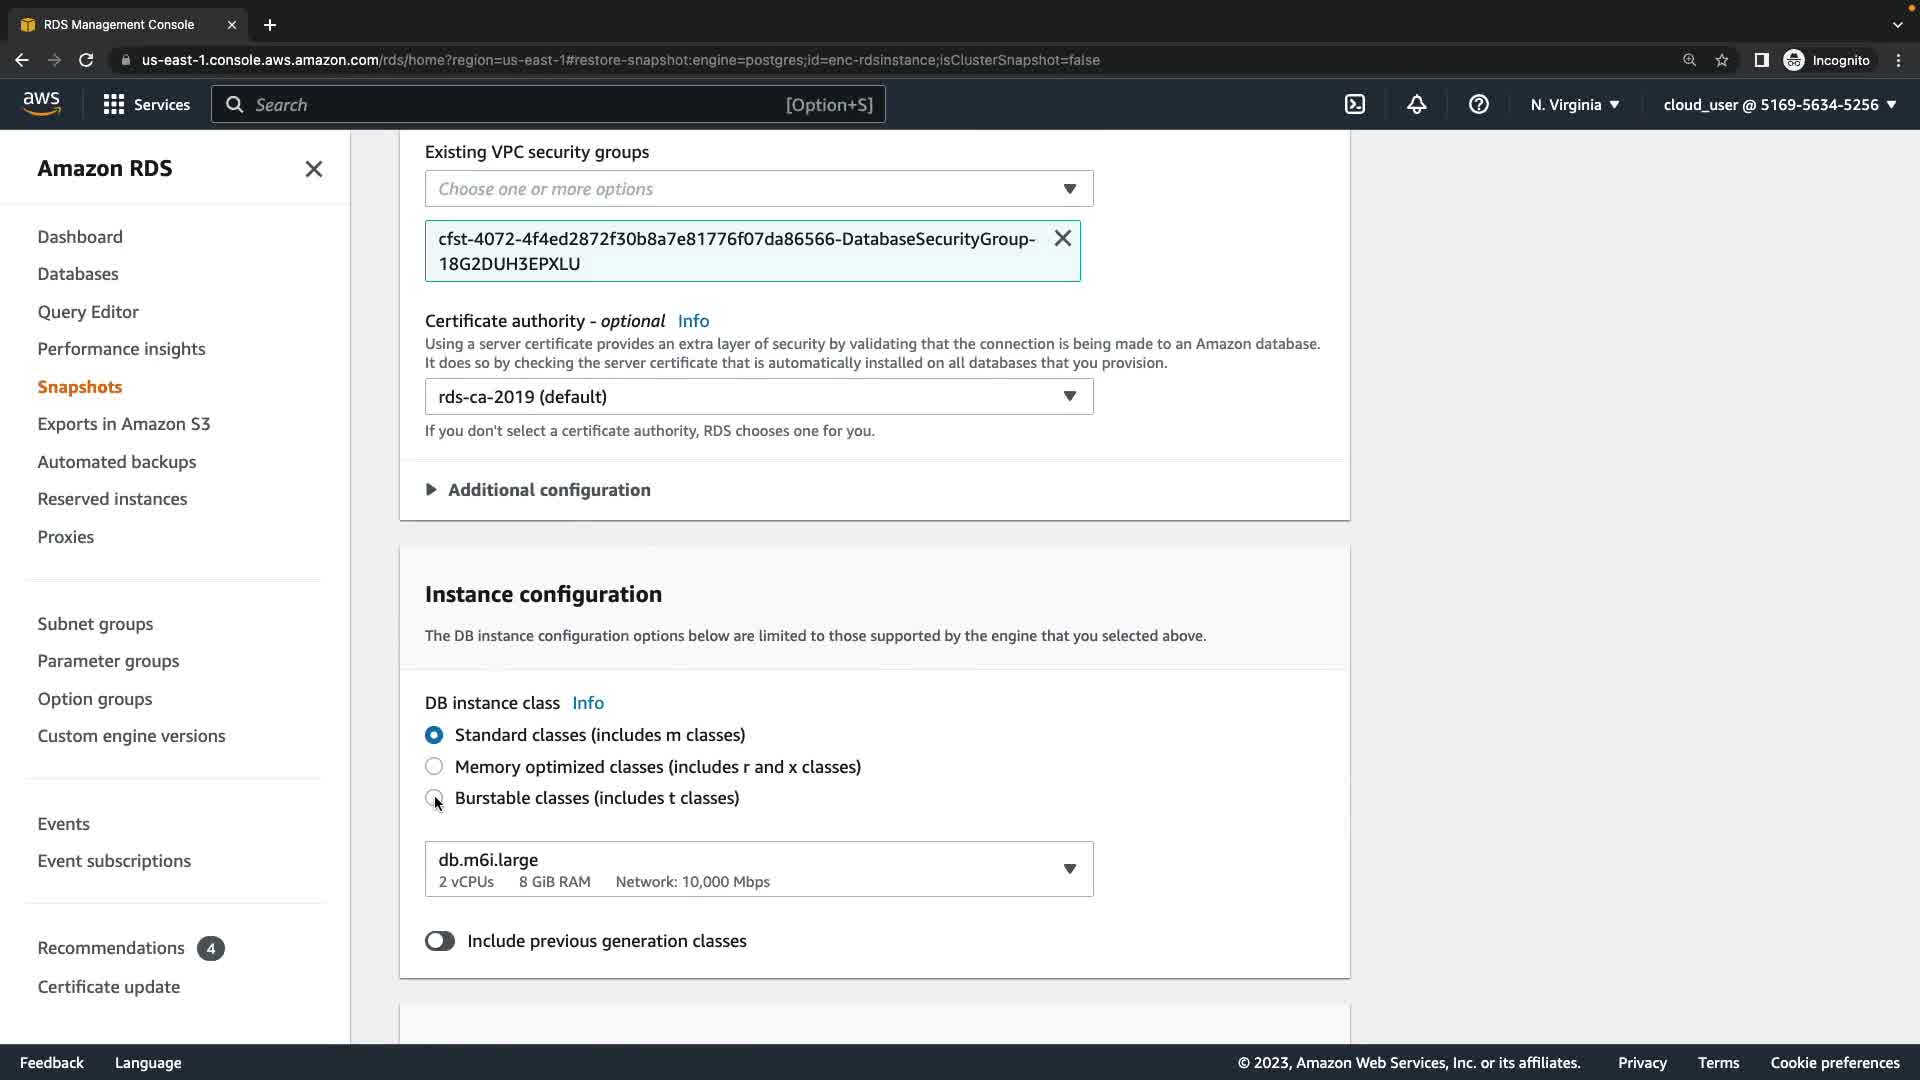 RDS Management Console
us-east-1.console.aws.amazon.com/rds/home?region=us-east-1#restore-snapshot:engine=postgres;id=enc-rdsinstance;isClusterSnapshot=false
Incognito
aws
Services
Search
[Option+S]
N. Virginia
cloud_user @ 5169-5634-5256
Amazon RDS
Dashboard
Databases
Query Editor
Performance insights
Snapshots
Exports in Amazon S3
Automated backups
Reserved instances
Proxies
Subnet groups
Parameter groups
Option groups
Custom engine versions
Events
Event subscriptions
Recommendations 4
Certificate update
Existing VPC security groups
Choose one or more options
cfst-4072-4f4ed2872f30b8a7e81776f07da86566-DatabaseSecurityGroup-
18G2DUH3EPXLU
Certificate authority - optional Info
Using a server certificate provides an extra layer of security by validating that the connection is being made to an Amazon database.
It does so by checking the server certificate that is automatically installed on all databases that you provision.
rds-ca-2019 (default)
If you don't select a certificate authority, RDS chooses one for you.
Additional configuration
Instance configuration
The DB instance configuration options below are limited to those supported by the engine that you selected above.
DB instance class Info
Standard classes (includes m classes)
Memory optimized classes (includes r and x classes)
Burstable classes (includes t classes)
db.m6i.large
2 vCPUs 8 GiB RAM Network: 10,000 Mbps
Include previous generation classes
Feedback
Language
© 2023, Amazon Web Services, Inc. or its affiliates.
Privacy
Terms
Cookie preferences